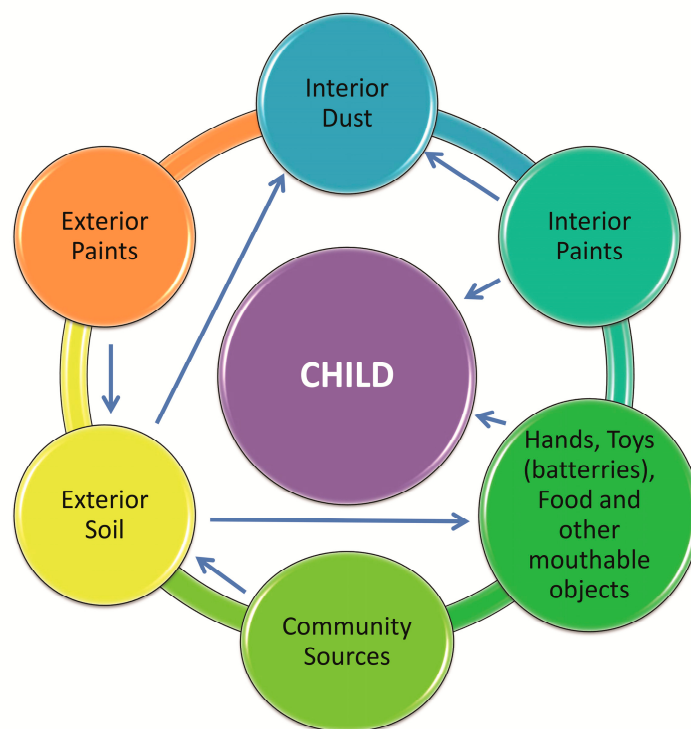 Interior
Dust
Exterior
Paints
Interior
Paints
CHILD
Hands, Toys
(batterries),
Food and
other
mouthable
objects
Exterior
Soil
Community
Sources